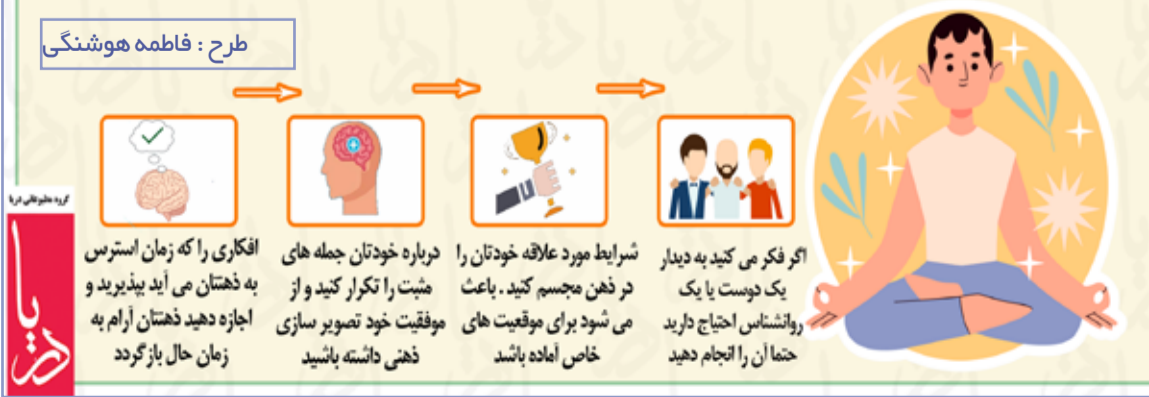 طرح : فاطمه هوشنگی
افکاری را که زمان استرس
به ذهنتان می آید بپذیرید و
اجازه دهید ذهنتان آرام به
زمان حال بازگردد
درباره خودتان جمله های
مثبت را تکرار کنید و از
موفقیت خود تصویر سازی
ذهنی داشته باشید
شرایط مورد علاقه خودتان را
در ذهن مجسم کنید . باعث
می شود برای موقعیت های
خاص آماده باشد
اگر فکر می کنید به دیدار
یک دوست یا یک
روانشناس احتیاج دارید
حتما آن را انجام دهید
گروه مطبوعاتی دریا
دریا